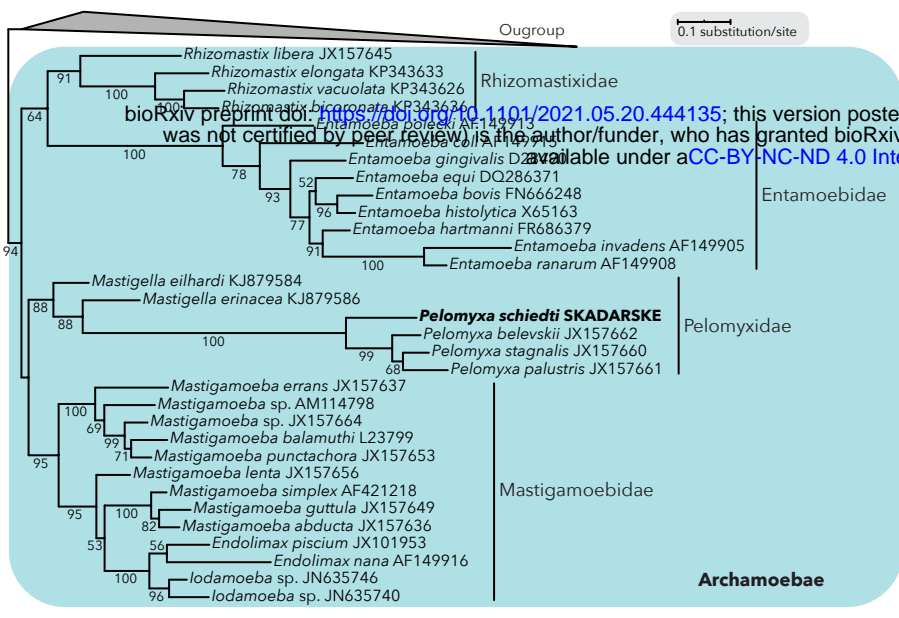 Ougroup
0.1 substitution/site
Rhizomastix libera JX157645
91
Rhizomastix elongata KP343633
Rhizomastixidae
100
Rhizomastix vacuolata KP343626
100
Rhizomastix bicoronata KP343636
bioRxiv preprint doi: https://doi.org/10.1101/2021.05.20.444135; this version poste
64
Entamoeba polecki AF149913
was not certified by peer review) is the author/funder, who has granted bioRxiv
Entamoeba coli AF149915
100
Entamoeba gingivalis D28490
available under aCC-BY-NC-ND 4.0 Inte
78
Entamoeba equi DQ286371
52
93
Entamoeba bovis FN666248
Entamoebidae
96
Entamoeba histolytica X65163
77
Entamoeba hartmanni FR686379
94
91
Entamoeba invadens AF149905
100
Entamoeba ranarum AF149908
Mastigella eilhardi KJ879584
88
Mastigella erinacea KJ879586
88
Pelomyxa schiedti SKADARSKE
Pelomyxidae
100
Pelomyxa belevskii JX157662
99
Pelomyxa stagnalis JX157660
68
Pelomyxa palustris JX157661
Mastigamoeba errans JX157637
100
Mastigamoeba sp. AM114798
69
Mastigamoeba sp. JX157664
99
Mastigamoeba balamuthi L23799
71
Mastigamoeba punctachora JX157653
95
Mastigamoeba lenta JX157656
Mastigamoebidae
Mastigamoeba simplex AF421218
95
100
Mastigamoeba guttula JX157649
82
Mastigamoeba abducta JX157636
53
56
Endolimax piscium JX101953
Endolimax nana AF149916
100
Iodamoeba sp. JN635746
Archamoebae
96
Iodamoeba sp. JN635740